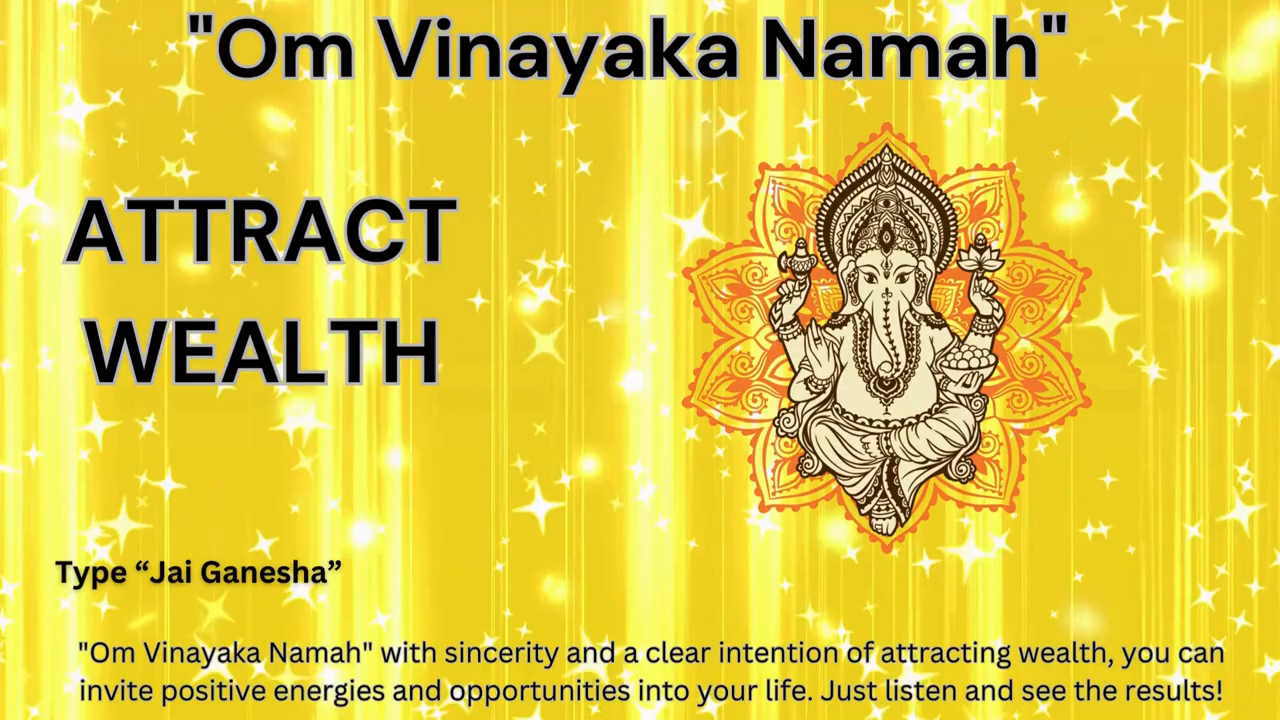 "Om Vinayaka Namah"
ATTRACT
WEALTH
Type “Jai Ganesha”
"Om Vinayaka Namah" with sincerity and a clear intention of attracting wealth, you can
invite positive energies and opportunities into your life. Just listen and see the results!